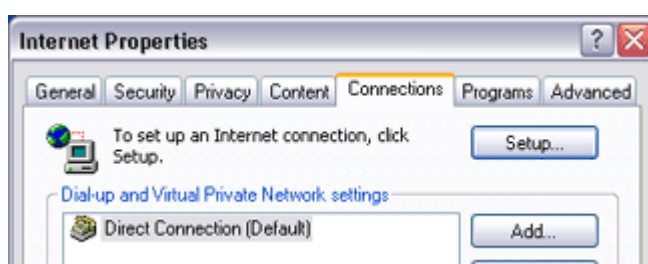 Internet Properties
General Security Privacy Content Connections Programs Advanced
To set up an Internet connection, click Setup...
Setup.
Dial-up and Virtual Private Network settings
Direct Connection (Default) Add...